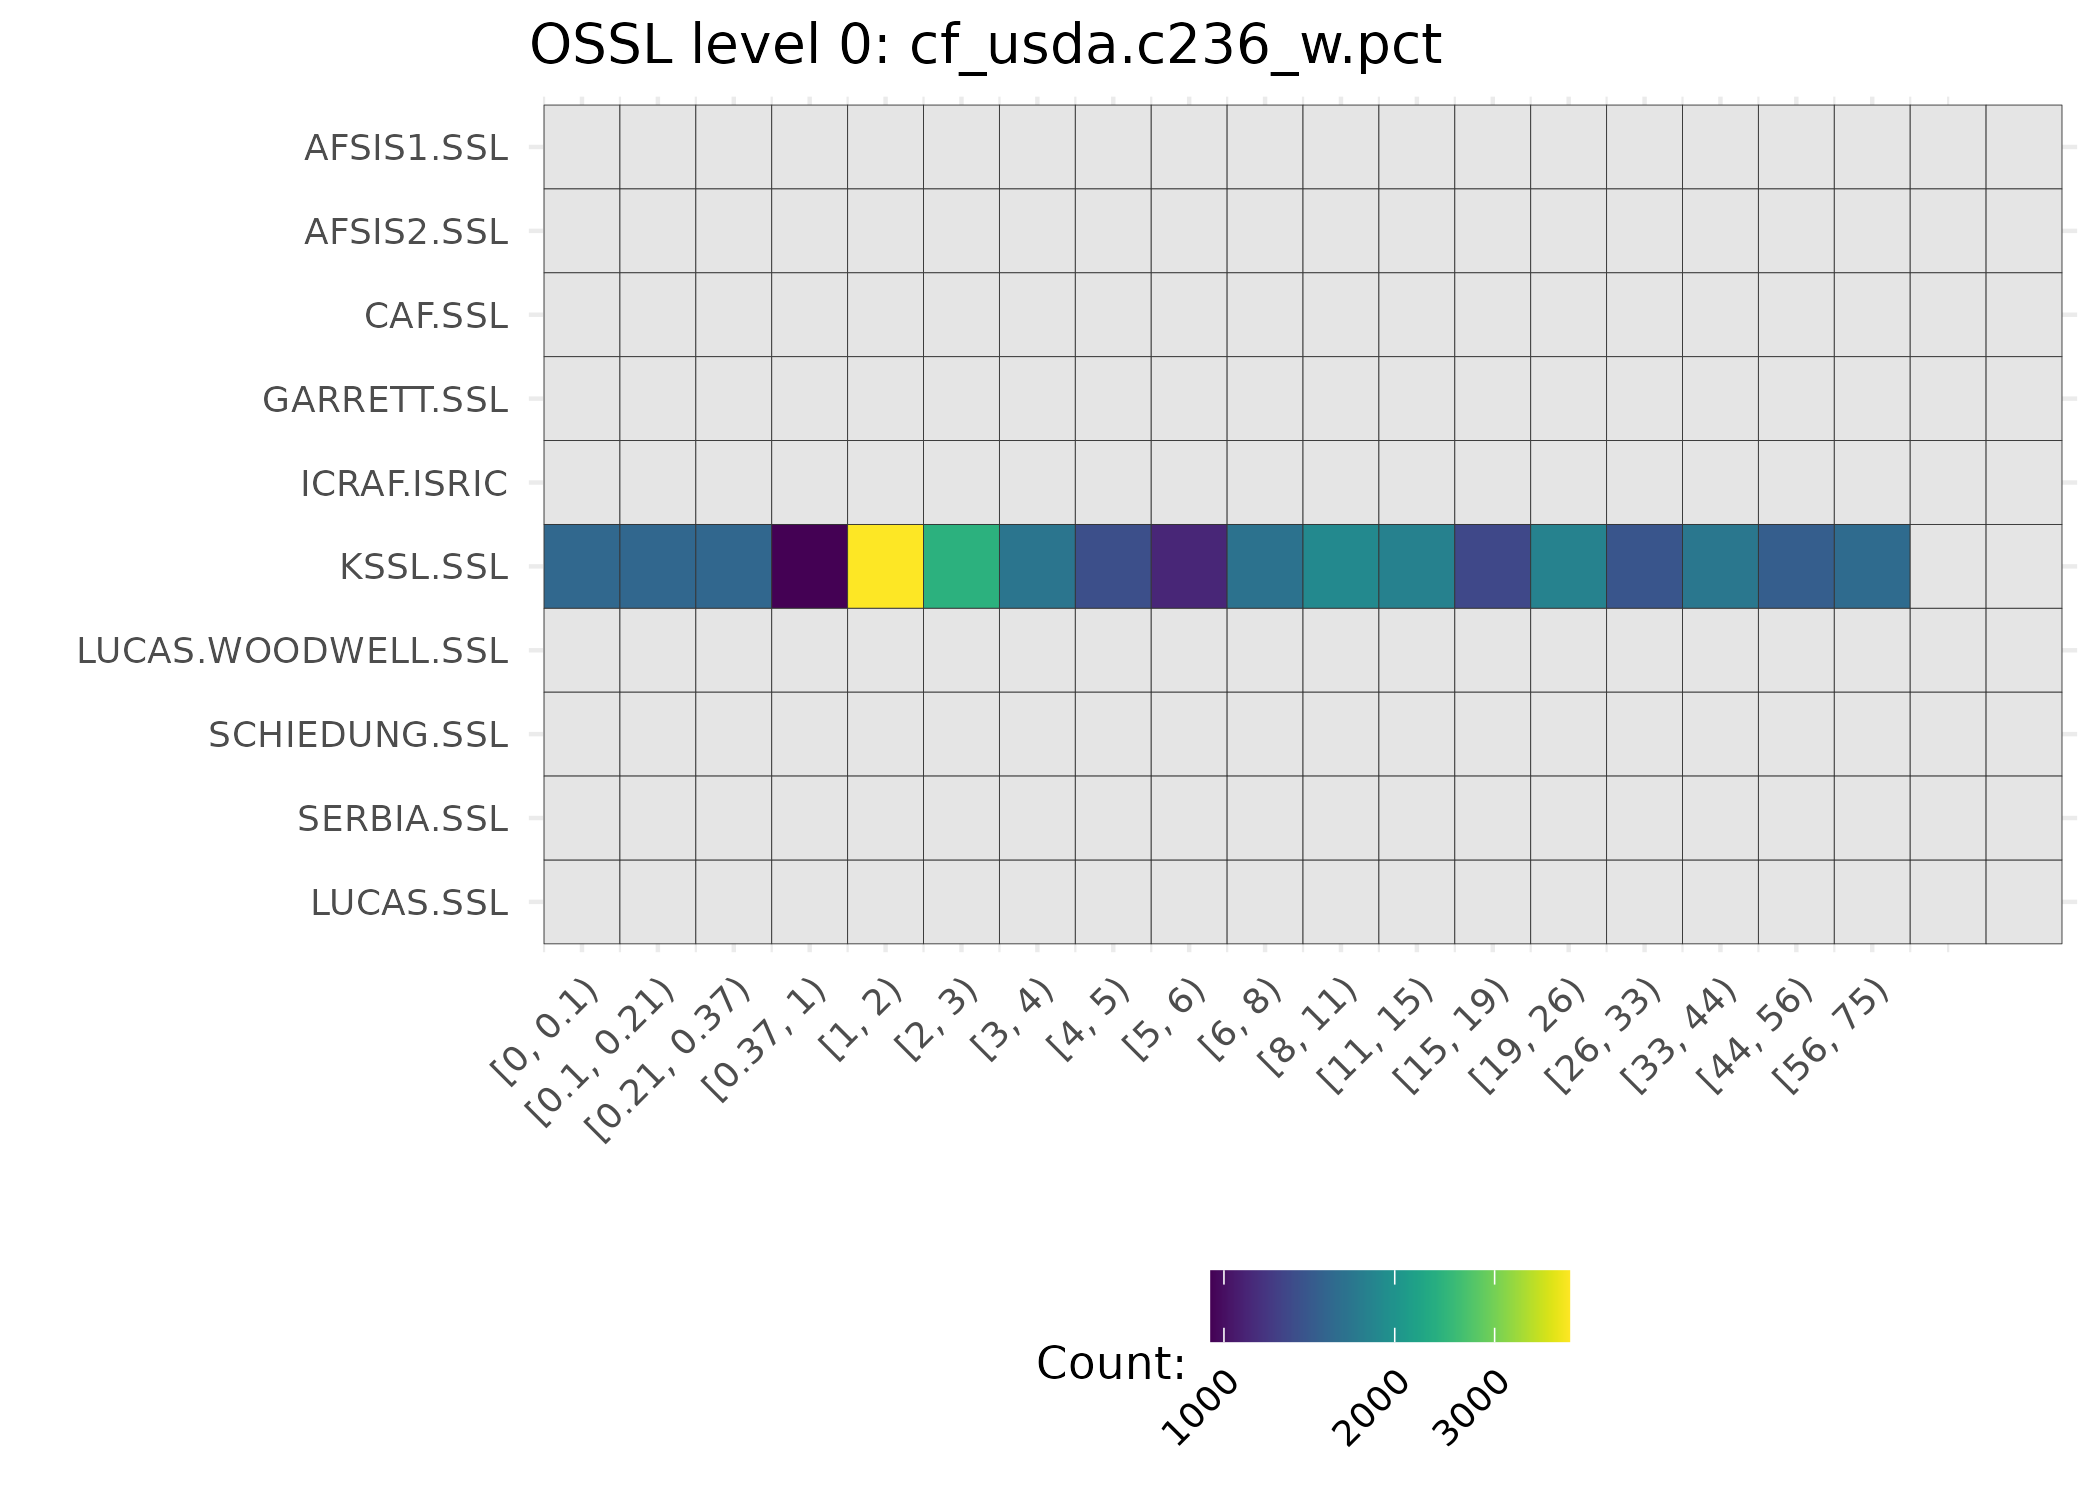 OSSL level 0: cf_usda.c236_w.pct
AFSIS1.SSL
AFSIS2.SSL
CAF.SSL
GARRETT.SSL
ICRAF.ISRIC
KSSL.SSL
LUCAS.WOODWELL.SSL
SCHIEDUNG.SSL
SERBIA.SSL
LUCAS.SSL
[0, 0.1)
[0.1, 0.21)
[0.21, 0.37)
[0.37, 1)
[1, 2)
[2, 3)
[3, 4)
[4, 5)
[5, 6)
[6, 8)
[8, 11)
[11, 15)
[15, 19)
[19, 26)
[26, 33)
[33, 44)
[44, 56)
[56, 75)
Count:
1000
2000
3000